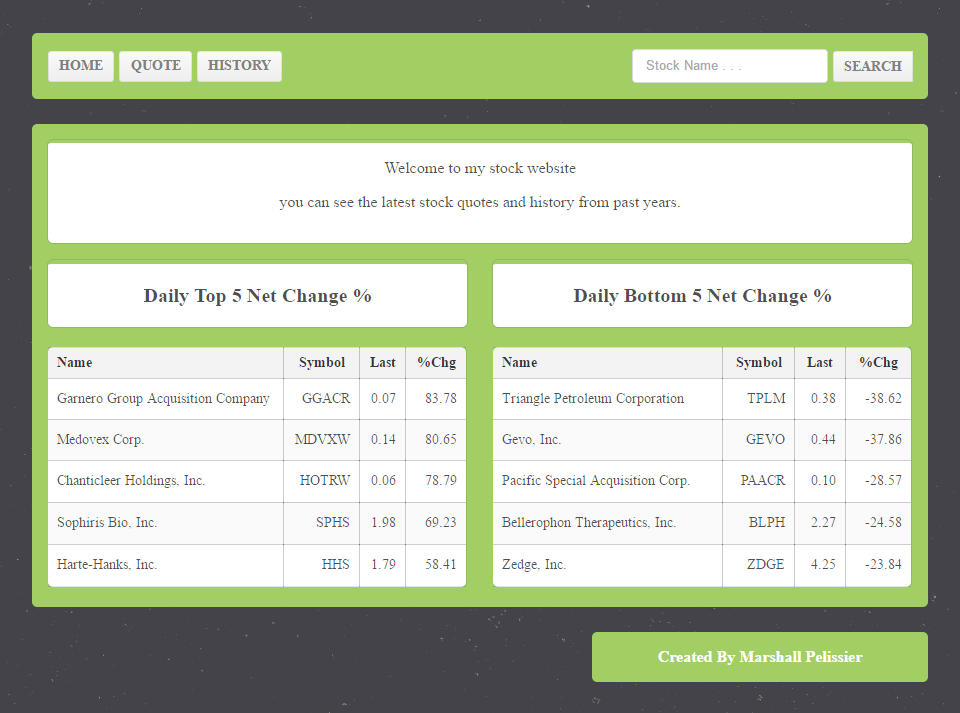 HOME QUOTE HISTORY Stock Name . . . SEARCH
Welcome to my stock website
you can see the latest stock quotes and history from past years.
Daily Top 5 Net Change %
Name Symbol Last %Chg
Garnero Group Acquisition Company GGACR 0.07 83.78
Medovex Corp. MDVXW 0.14 80.65
Chanticleer Holdings, Inc. HOTRW 0.06 78.79
Sophiris Bio, Inc. SPHS 1.98 69.23
Harte-Hanks, Inc. HHS 1.79 58.41
Daily Bottom 5 Net Change %
Name Symbol Last %Chg
Triangle Petroleum Corporation TPLM 0.38 -38.62
Gevo, Inc. GEVO 0.44 -37.86
Pacific Special Acquisition Corp. PAACR 0.10 -28.57
Bellerophon Therapeutics, Inc. BLPH 2.27 -24.58
Zedge, Inc. ZDGE 4.25 -23.84
Created By Marshall Pelissier